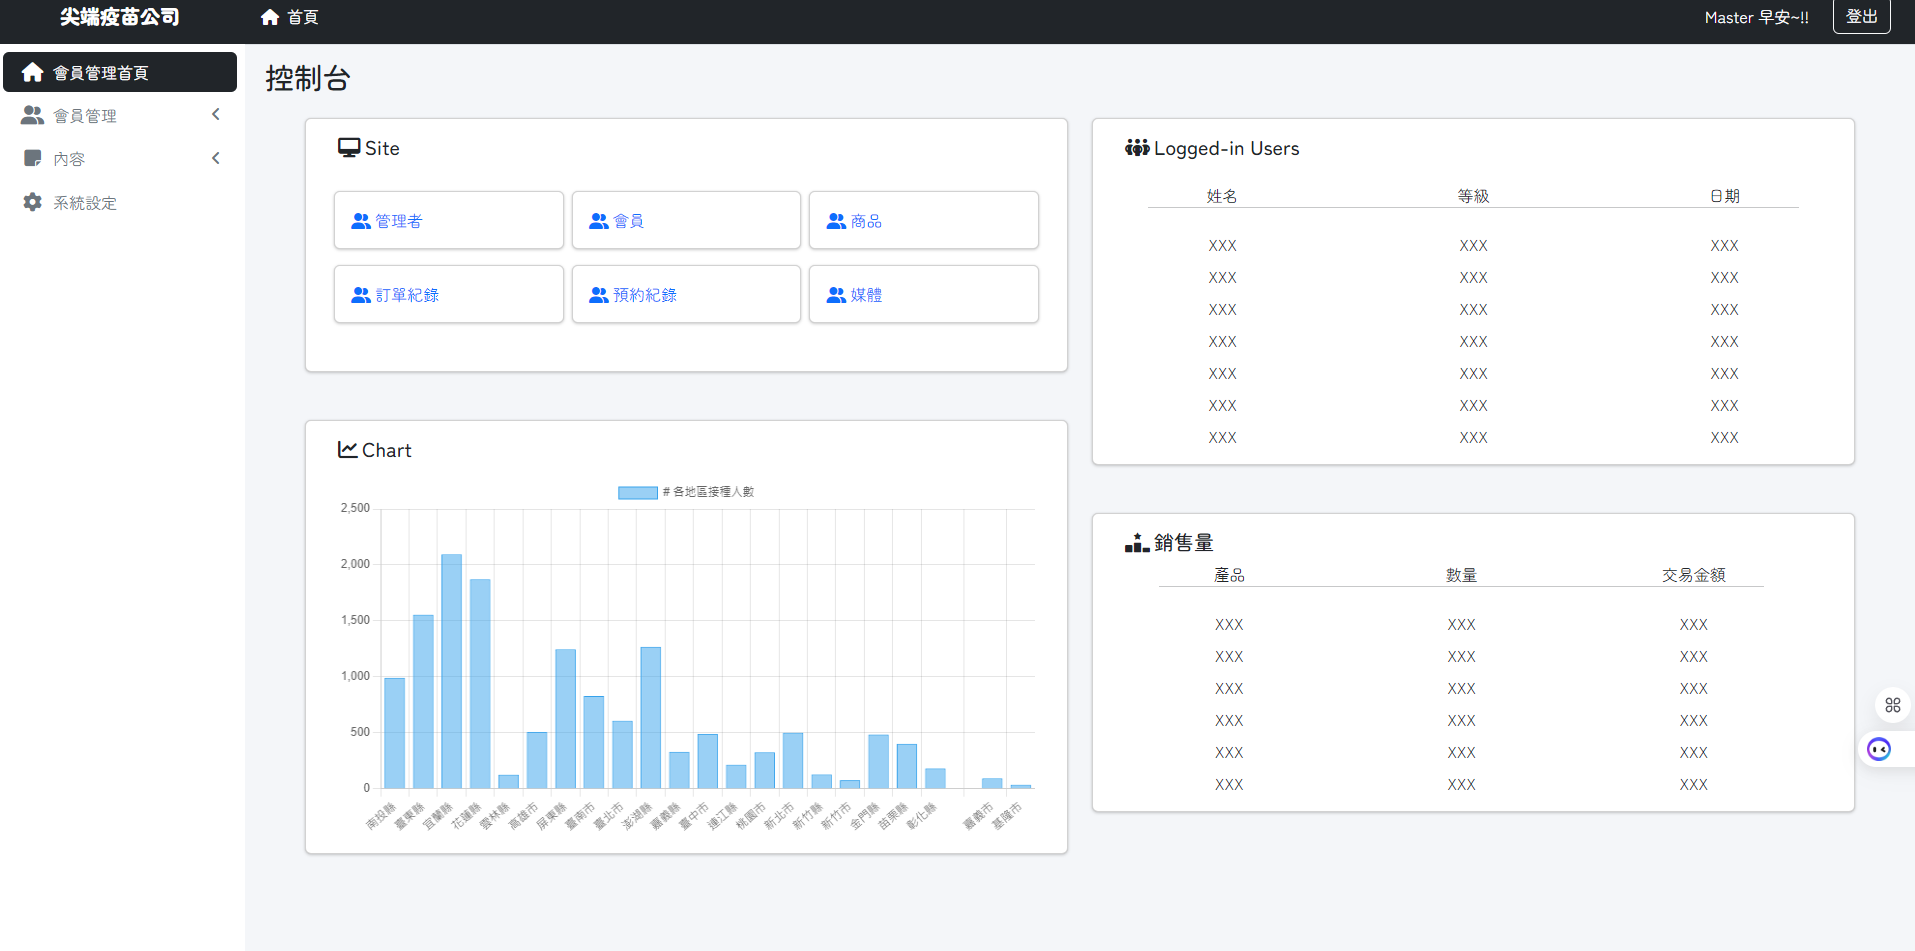 尖端疫苗公司
首頁
Master 早安~!!
登出
會員管理首頁
會員管理
內容
系統設定
控制台
Site
管理者
會員
商品
訂單紀錄
預約紀錄
媒體
Chart
# 各地區接種人數
2,500
2,000
1,500
1,000
500
0
南投縣
臺東縣
宜蘭縣
花蓮縣
雲林縣
高雄市
屏東縣
臺南市
臺北市
澎湖縣
嘉義縣
臺中市
連江縣
桃園市
新北市
新竹縣
新竹市
金門縣
苗栗縣
彰化縣
嘉義市
基隆市
Logged-in Users
姓名 等級 日期
XXX XXX XXX
XXX XXX XXX
XXX XXX XXX
XXX XXX XXX
XXX XXX XXX
XXX XXX XXX
XXX XXX XXX
銷售量
產品 數量 交易金額
XXX XXX XXX
XXX XXX XXX
XXX XXX XXX
XXX XXX XXX
XXX XXX XXX
XXX XXX XXX